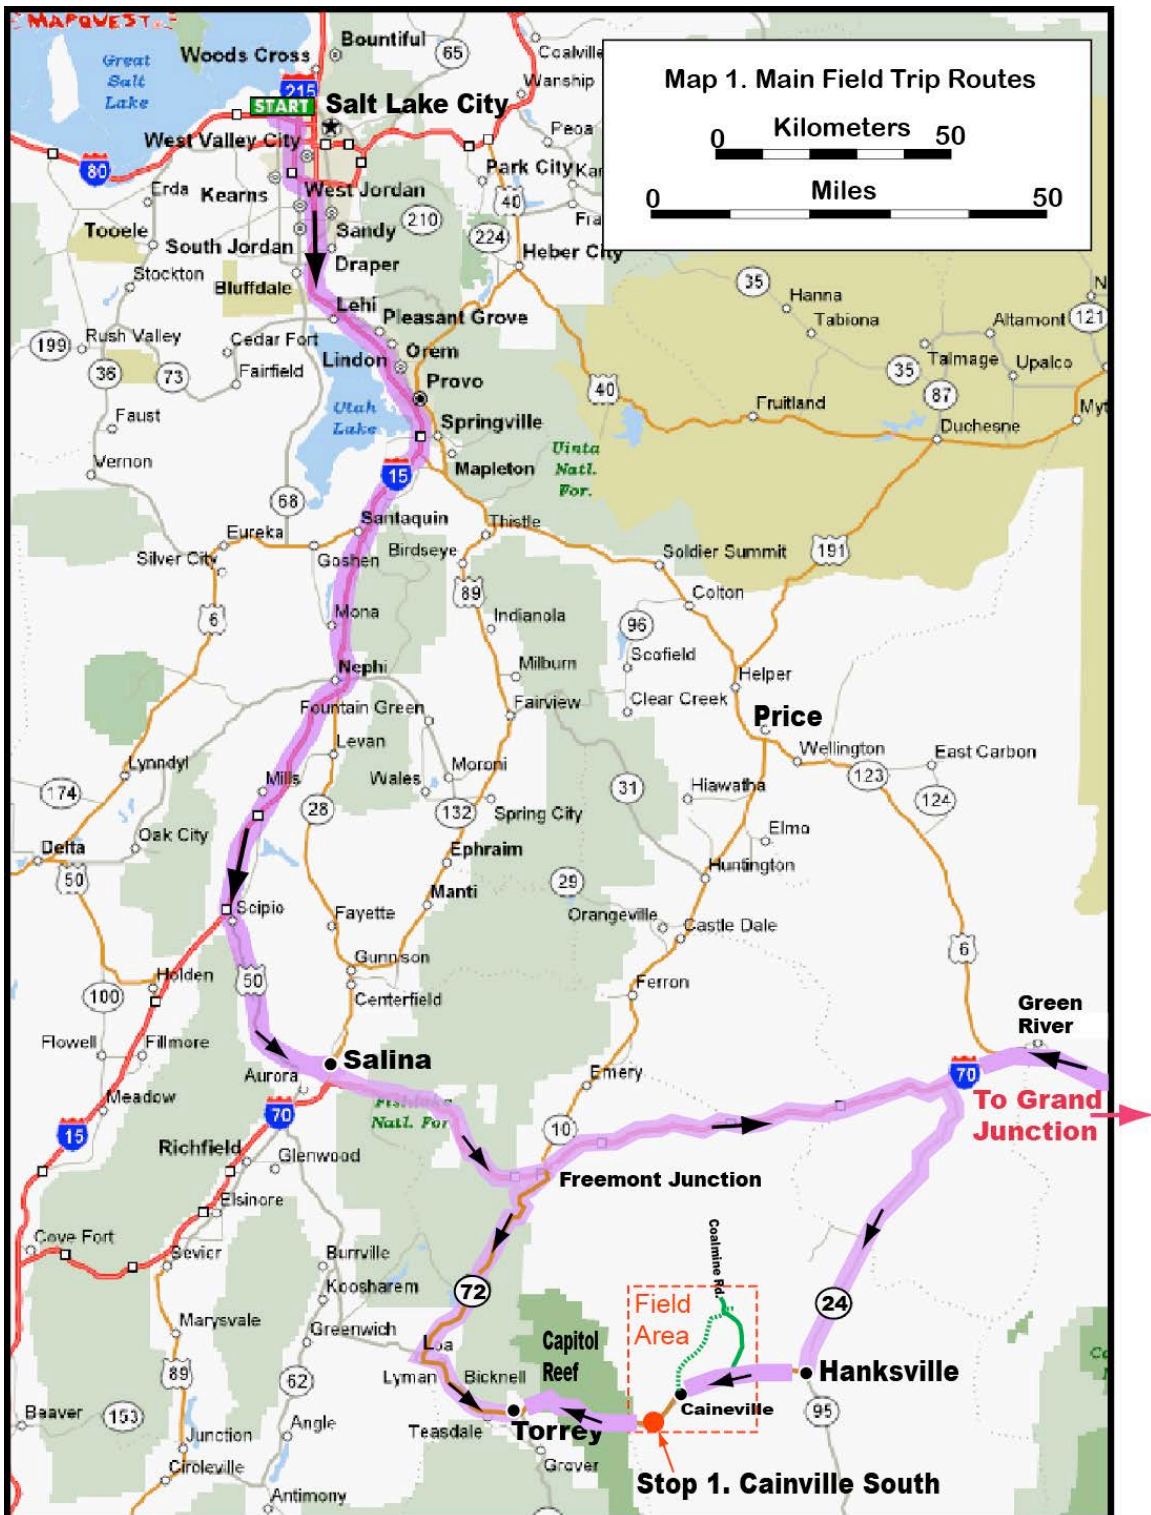 MAPQUEST
Great
Salt
Lake
Woods Cross
Bountiful
65
Coalville
Wanship
Map 1. Main Field Trip Routes
0 Kilometers 50
0 Miles 50
215
START
Salt Lake City
West Valley City
80
Peoa
Park City
Kar
Erda
Kearns
West Jordan
210
40
Fra
224
Tooele
South Jordan
Sandy
Draper
Heber City
Stockton
Bluffdale
Lehi
Pleasant Grove
35
Hanna
Tabiona
N
121
Altamont
199
Rush Valley
Cedar Fort
Lindon
Orem
Talmage
Upalco
36
73
Fairfield
Provo
40
35
87
Faust
Utah
Lake
Springville
Fruitland
Duchesne
Myt
Vernon
15
Mapleton
Uinta
Natl.
For.
68
Santaquin
Thistle
Eureka
Silver City
Goshen
Birdseye
Soldier Summit
191
6
89
Colton
Mona
Indianola
96
Scofield
Nephi
Milburn
Helper
Clear Creek
Fountain Green
Fairview
Price
Levan
Wellington
East Carbon
Lynndyl
Mills
Wales
Moroni
123
174
28
132
Spring City
31
Hiawatha
124
Oak City
Elmo
Delta
Ephraim
Huntington
50
29
Manti
Scipio
Fayette
Orangeville
Castle Dale
6
Gunnison
Holden
50
100
Centerfield
Ferron
Green
River
Flowell
Fillmore
Salina
Aurora
Emery
70
Meadow
70
Fishlake
Natl. For
To Grand
Junction
15
10
Richfield
Glenwood
Freemont Junction
Elsinore
Cove Fort
Sevier
Burrville
Coalmine Rd.
Koosharem
72
Field
Area
24
Marysvale
Greenwich
Loa
Capitol
Reef
89
Lyman
Bicknell
Hanksville
62
Caineville
Beaver
153
Angle
Teasdale
Torrey
95
Junction
Grover
Circleville
Stop 1. Cainville South
Antimony